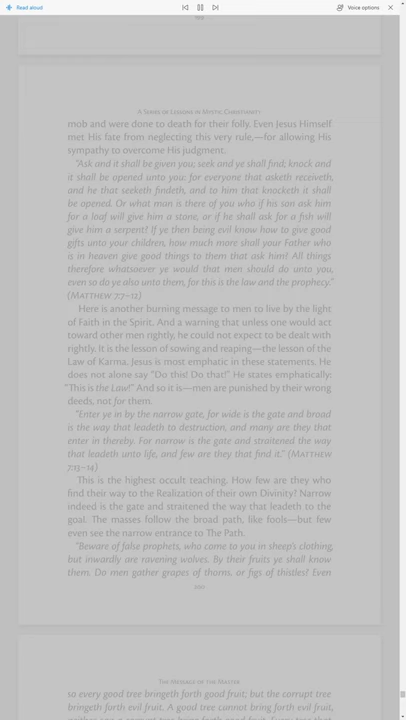 Read aloud
Voice options
A Series of Lessons in Mystic Christianity
mob and were done to death for their folly. Even Jesus Himself
met His fate from neglecting this very rule,—for allowing His
sympathy to overcome His judgment.
"Ask and it shall be given you; seek and ye shall find; knock and
it shall be opened unto you: for everyone that asketh receiveth,
and he that seeketh findeth, and to him that knocketh it shall
be opened. Or what man is there of you who if his son ask him
for a loaf will give him a stone, or if he shall ask for a fish will
give him a serpent! If ye then being evil know how to give good
gifts unto your children, how much more shall your Father who
is in heaven give good things to them that ask him! All things
therefore whatsoever ye would that men should do unto you,
even so do ye also unto them, for this is the law and the prophecy."
(Matthew 7:7–12)
Here is another burning message to men to live by the light
of Faith in the Spirit. And a warning that unless one would act
toward other men rightly, he could not expect to be dealt with
rightly. It is the lesson of sowing and reaping—the lesson of the
Law of Karma. Jesus is most emphatic in these statements. He
does not alone say "Do this! Do that!" He states emphatically:
"This is the Law!" And so it is—men are punished by their wrong
deeds, not for them.
"Enter ye in by the narrow gate, for wide is the gate and broad
is the way that leadeth to destruction, and many are they that
enter in thereby. For narrow is the gate and straitened the way
that leadeth unto life, and few are they that find it." (Matthew
7:13–14)
This is the highest occult teaching. How few are they who
find their way to the Realization of their own Divinity? Narrow
indeed is the gate and straitened the way that leadeth to the
goal. The masses follow the broad path, like fools—but few
even see the narrow entrance to The Path.
"Beware of false prophets, who come to you in sheep's clothing,
but inwardly are ravening wolves. By their fruits ye shall know
them. Do men gather grapes of thorns, or figs of thistles? Even
The Message of the Master
so every good tree bringeth forth good fruit; but the corrupt tree
bringeth forth evil fruit. A good tree cannot bring forth evil fruit,